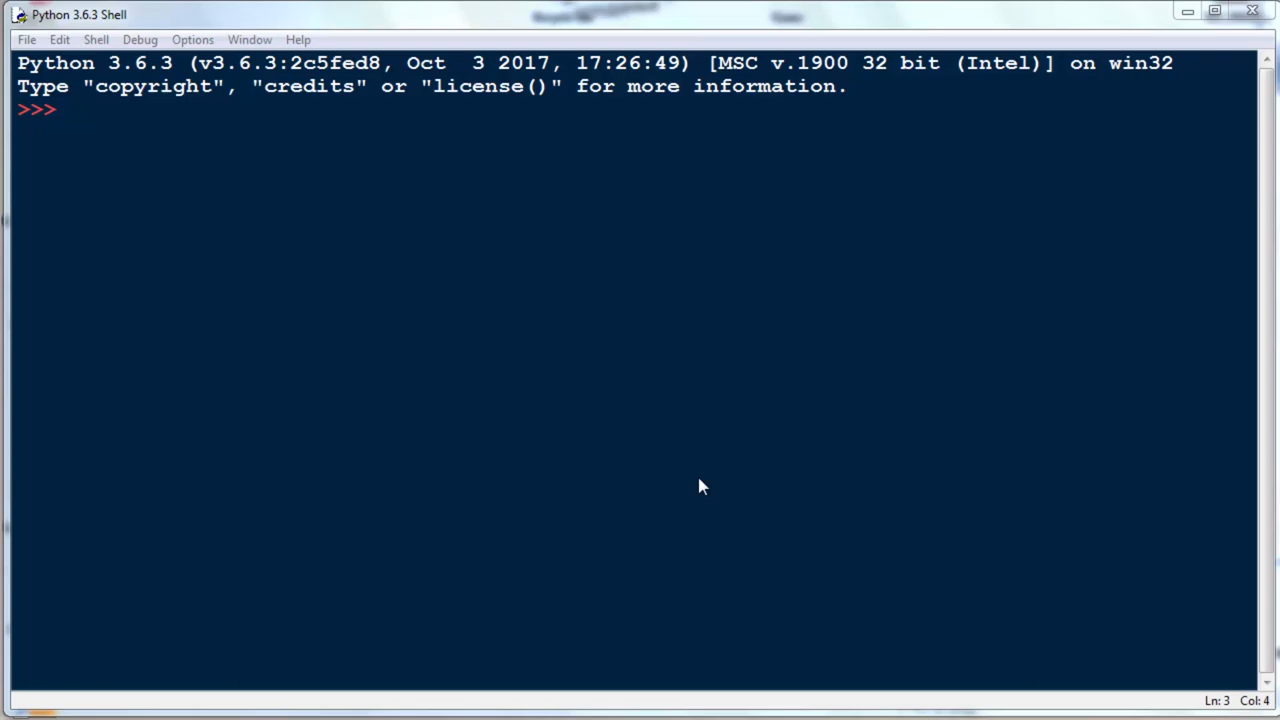 Python 3.6.3 Shell
File Edit Shell Debug Options Window Help
Python 3.6.3 (v3.6.3:2c5fed8, Oct  3 2017, 17:26:49) [MSC v.1900 32 bit (Intel)] on win32
Type "copyright", "credits" or "license()" for more information.
>>>
Ln: 3 Col: 4